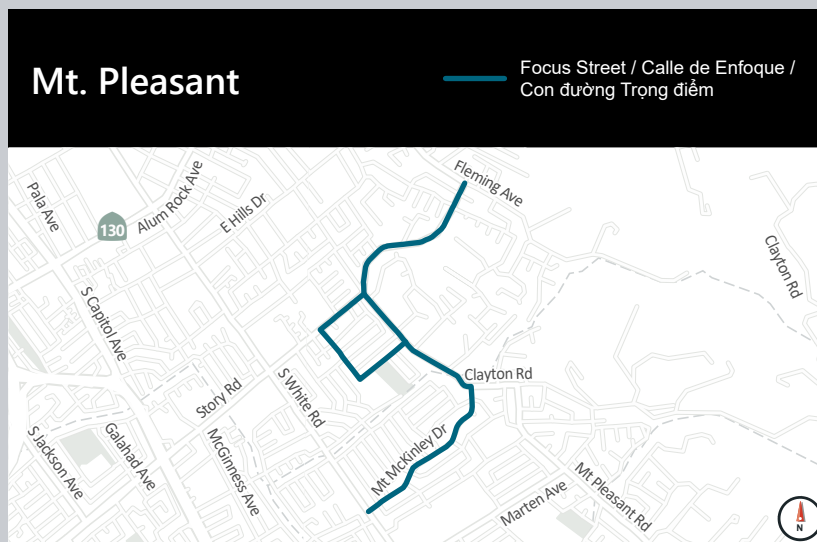 Mt. Pleasant
Focus Street / Calle de Enfoque /
Con đường Trọng điểm
Fleming Ave
Pala Ave
Alum Rock Ave
E Hills Dr
130
Clayton Rd
S Capitol Ave
Clayton Rd
Story Rd
S White Rd
Mt McKinley Dr
S Jackson Ave
Galahad Ave
McGinness Ave
Marten Ave
Mt Pleasant Rd
N